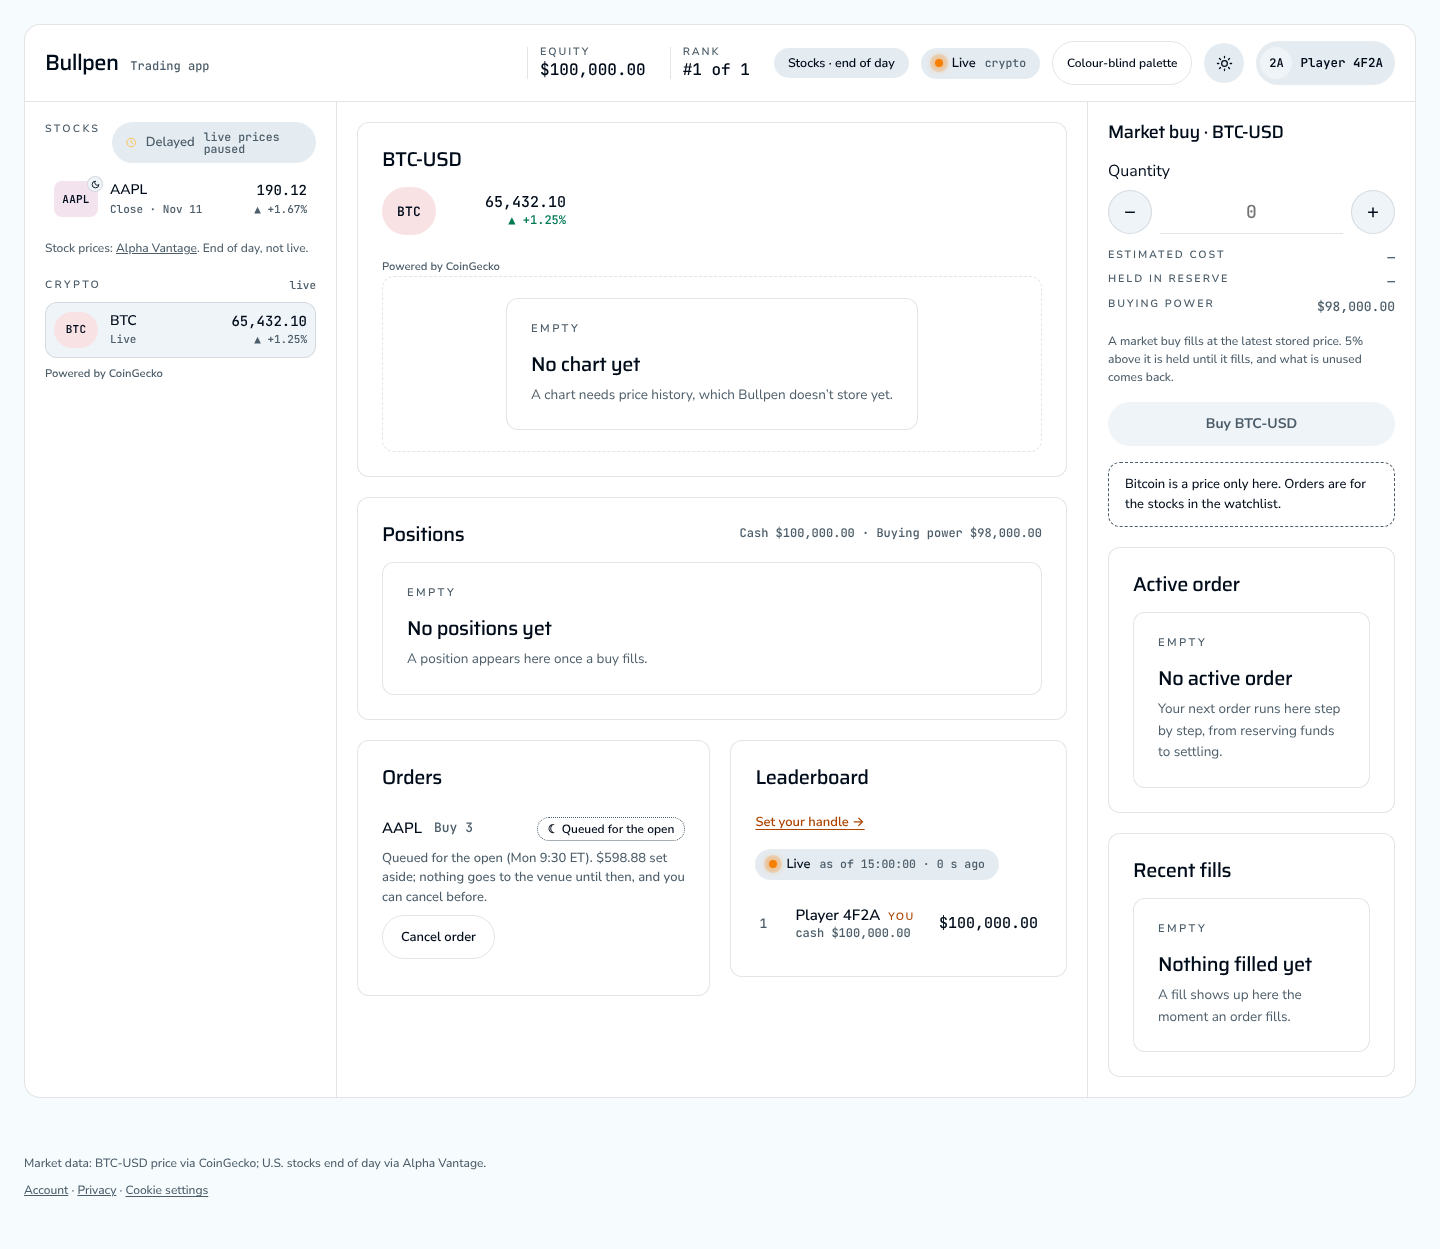 Bullpen Trading app
EQUITY
$100,000.00
RANK
#1 of 1
Stocks · end of day
Live crypto
Colour-blind palette
2A Player 4F2A
STOCKS
Delayed live prices
paused
AAPL
AAPL
Close · Nov 11
190.12
▲ +1.67%
Stock prices: Alpha Vantage. End of day, not live.
CRYPTO live
BTC
BTC
Live
65,432.10
▲ +1.25%
Powered by CoinGecko
BTC-USD
BTC
65,432.10
▲ +1.25%
Powered by CoinGecko
EMPTY
No chart yet
A chart needs price history, which Bullpen doesn’t store yet.
Positions
Cash $100,000.00 · Buying power $98,000.00
EMPTY
No positions yet
A position appears here once a buy fills.
Orders
AAPL Buy 3
☾ Queued for the open
Queued for the open (Mon 9:30 ET). $598.88 set
aside; nothing goes to the venue until then, and you
can cancel before.
Cancel order
Leaderboard
Set your handle →
Live as of 15:00:00 · 0 s ago
1 Player 4F2A YOU
cash $100,000.00
$100,000.00
Market buy · BTC-USD
Quantity
− 0 +
ESTIMATED COST —
HELD IN RESERVE —
BUYING POWER $98,000.00
A market buy fills at the latest stored price. 5%
above it is held until it fills, and what is unused
comes back.
Buy BTC-USD
Bitcoin is a price only here. Orders are for
the stocks in the watchlist.
Active order
EMPTY
No active order
Your next order runs here step
by step, from reserving funds
to settling.
Recent fills
EMPTY
Nothing filled yet
A fill shows up here the
moment an order fills.
Market data: BTC-USD price via CoinGecko; U.S. stocks end of day via Alpha Vantage.
Account · Privacy · Cookie settings